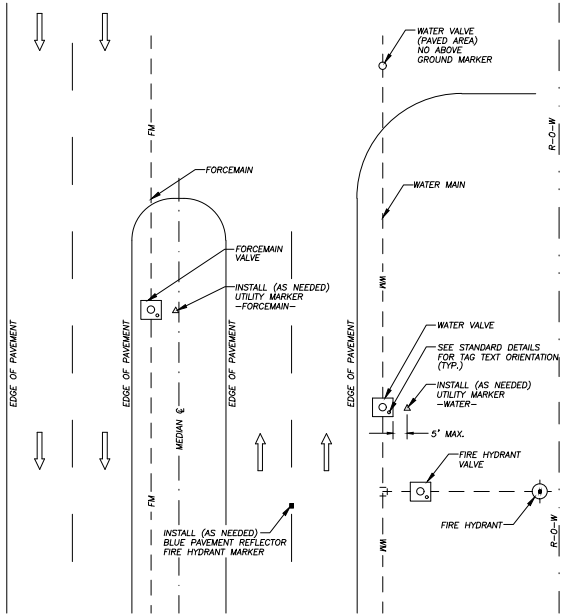 WATER VALVE
(PAVED AREA)
NO ABOVE
GROUND MARKER
R-O-W
FM
FORCEMAIN
WATER MAIN
FORCEMAIN
VALVE
WM
INSTALL (AS NEEDED)
UTILITY MARKER
-FORCEMAIN-
WATER VALVE
SEE STANDARD DETAILS
FOR TAG TEXT ORIENTATION
(TYP.)
EDGE OF PAVEMENT
EDGE OF PAVEMENT
EDGE OF PAVEMENT
EDGE OF PAVEMENT
INSTALL (AS NEEDED)
UTILITY MARKER
-WATER-
MEDIAN ℄
5' MAX.
FIRE HYDRANT
VALVE
FM
FIRE HYDRANT
R-O-W
INSTALL (AS NEEDED)
BLUE PAVEMENT REFLECTOR
FIRE HYDRANT MARKER
WM